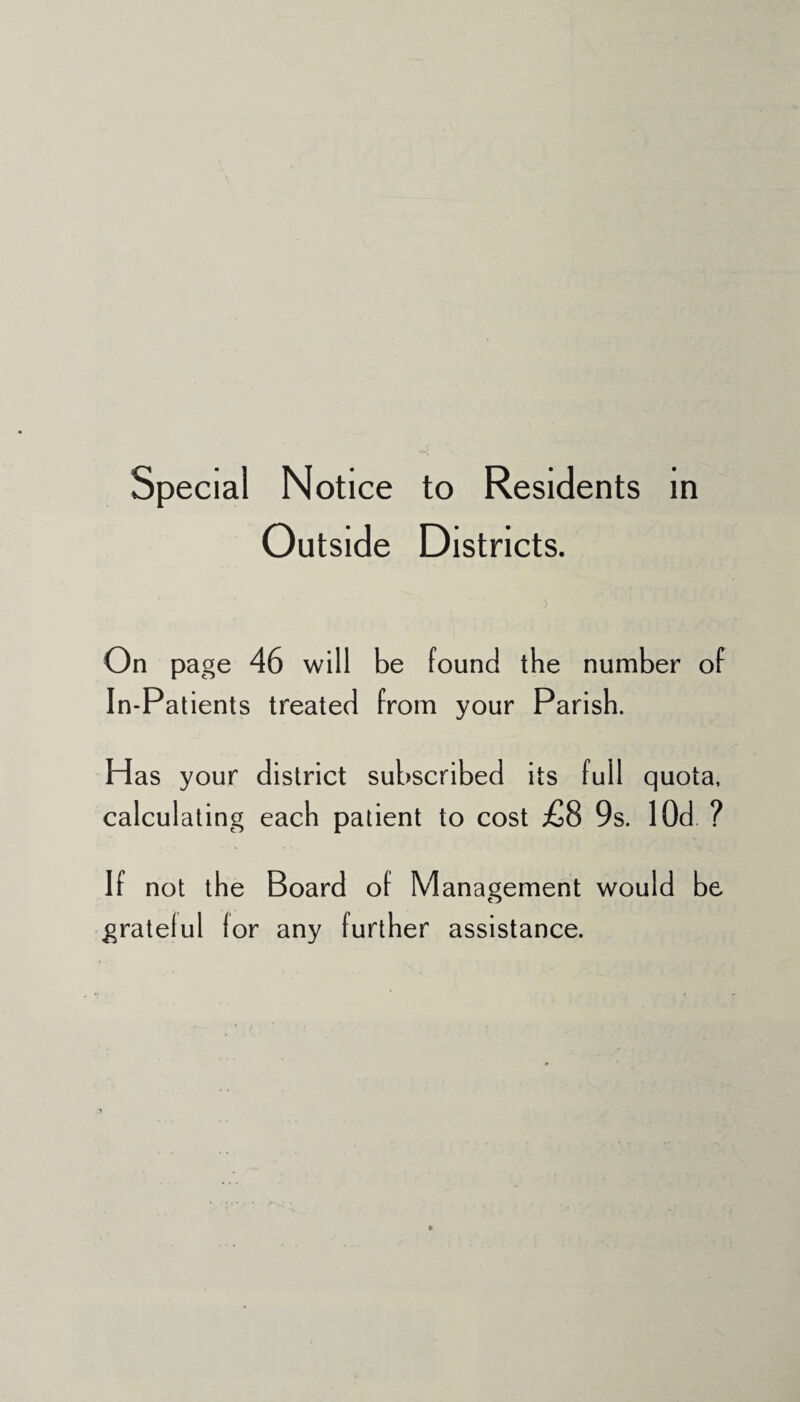 Special Notice to Residents in
Outside Districts.
On page 46 will be found the number of
In-Patients treated from your Parish.
Has your district subscribed its full quota,
calculating each patient to cost £8 9s. 10d. ?
If not the Board of Management would be
grateful for any further assistance.